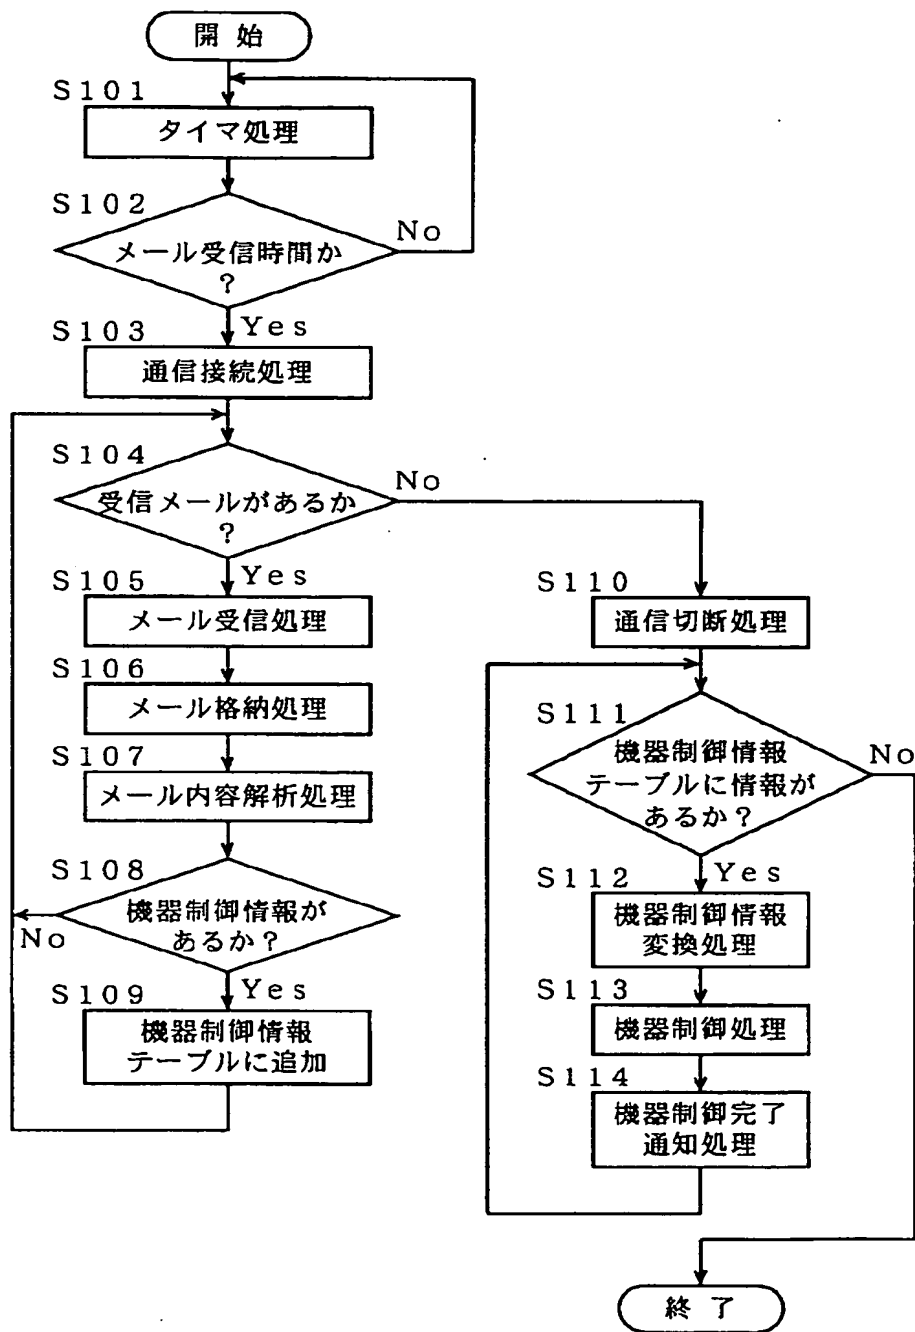 開始
S101
タイマ処理
S102
メール受信時間か
?
No
Yes
S103
通信接続処理
S104
受信メールがあるか
?
No
Yes
S105
メール受信処理
S106
メール格納処理
S107
メール内容解析処理
S108
機器制御情報が
あるか?
No
Yes
S109
機器制御情報
テーブルに追加
S110
通信切断処理
S111
機器制御情報
テーブルに情報が
あるか?
No
Yes
S112
機器制御情報
変換処理
S113
機器制御処理
S114
機器制御完了
通知処理
終了